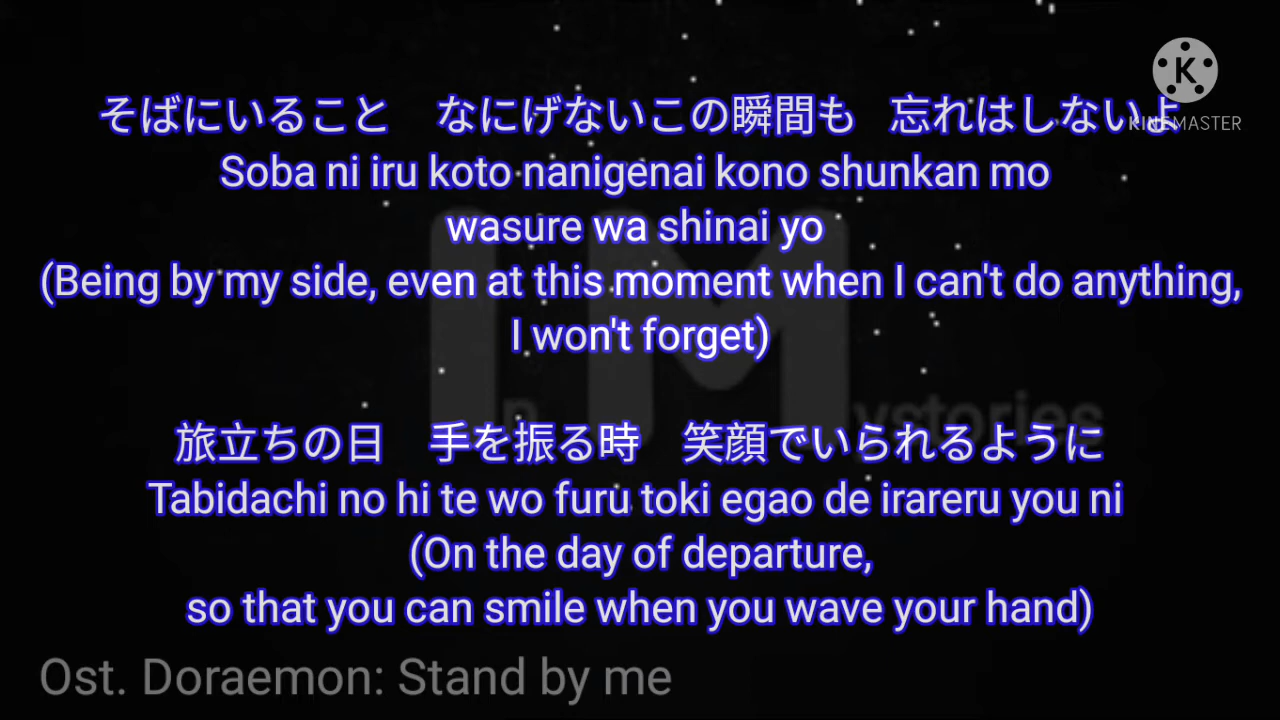 そばにいること　なにげないこの瞬間も　忘れはしないよ
K
KINEMASTER
Soba ni iru koto nanigenai kono shunkan mo
wasure wa shinai yo
(Being by my side, even at this moment when I can't do anything,
I won't forget)
I M
n ystories
旅立ちの日　手を振る時　笑顔でいられるように
Tabidachi no hi te wo furu toki egao de irareru you ni
(On the day of departure,
so that you can smile when you wave your hand)
Ost. Doraemon: Stand by me